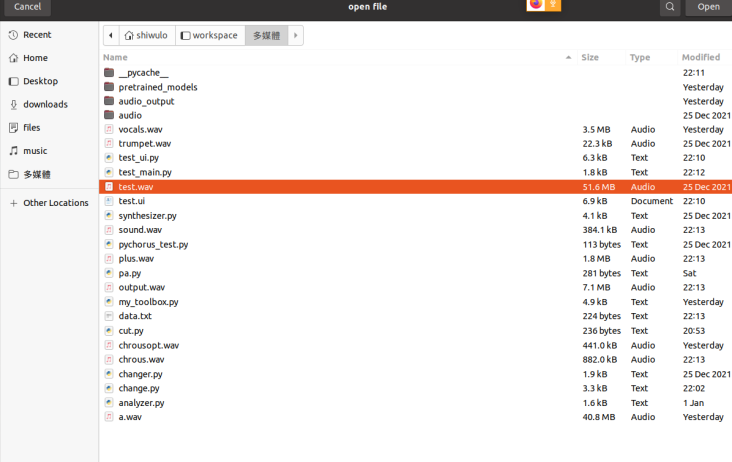 Cancel open file Open
Recent
Home
Desktop
downloads
files
music
多媒體
Other Locations
shiwulo workspace 多媒體
Name Size Type Modified
__pycache__ 22:11
pretrained_models Yesterday
audio_output Yesterday
audio 25 Dec 2021
vocals.wav 3.5 MB Audio Yesterday
trumpet.wav 22.3 kB Audio 25 Dec 2021
test_ui.py 6.3 kB Text 22:10
test_main.py 1.8 kB Text 22:12
test.wav 51.6 MB Audio 25 Dec 2021
test.ui 6.9 kB Document 22:10
synthesizer.py 4.1 kB Text 25 Dec 2021
sound.wav 384.1 kB Audio 22:13
pychorus_test.py 113 bytes Text 25 Dec 2021
plus.wav 1.8 MB Audio 22:13
pa.py 281 bytes Text Sat
output.wav 7.1 MB Audio 22:13
my_toolbox.py 4.9 kB Text Yesterday
data.txt 224 bytes Text 22:13
cut.py 236 bytes Text 20:53
chrousopt.wav 441.0 kB Audio Yesterday
chrous.wav 882.0 kB Audio 22:13
changer.py 1.9 kB Text 25 Dec 2021
change.py 3.3 kB Text 22:02
analyzer.py 1.6 kB Text 1 Jan
a.wav 40.8 MB Audio Yesterday